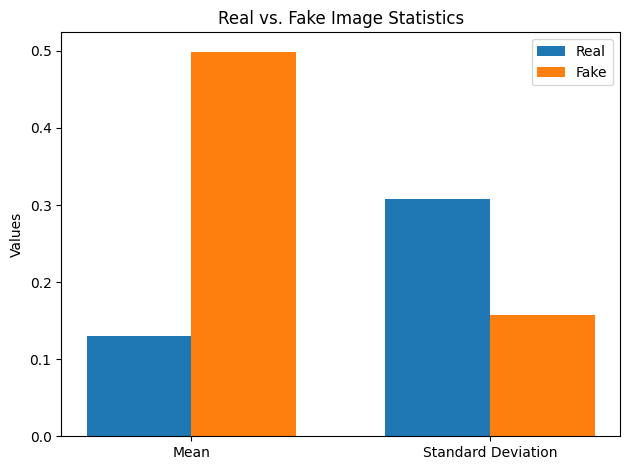 Real vs. Fake Image Statistics
Real
Fake
Values
0.5
0.4
0.3
0.2
0.1
0.0
Mean
Standard Deviation